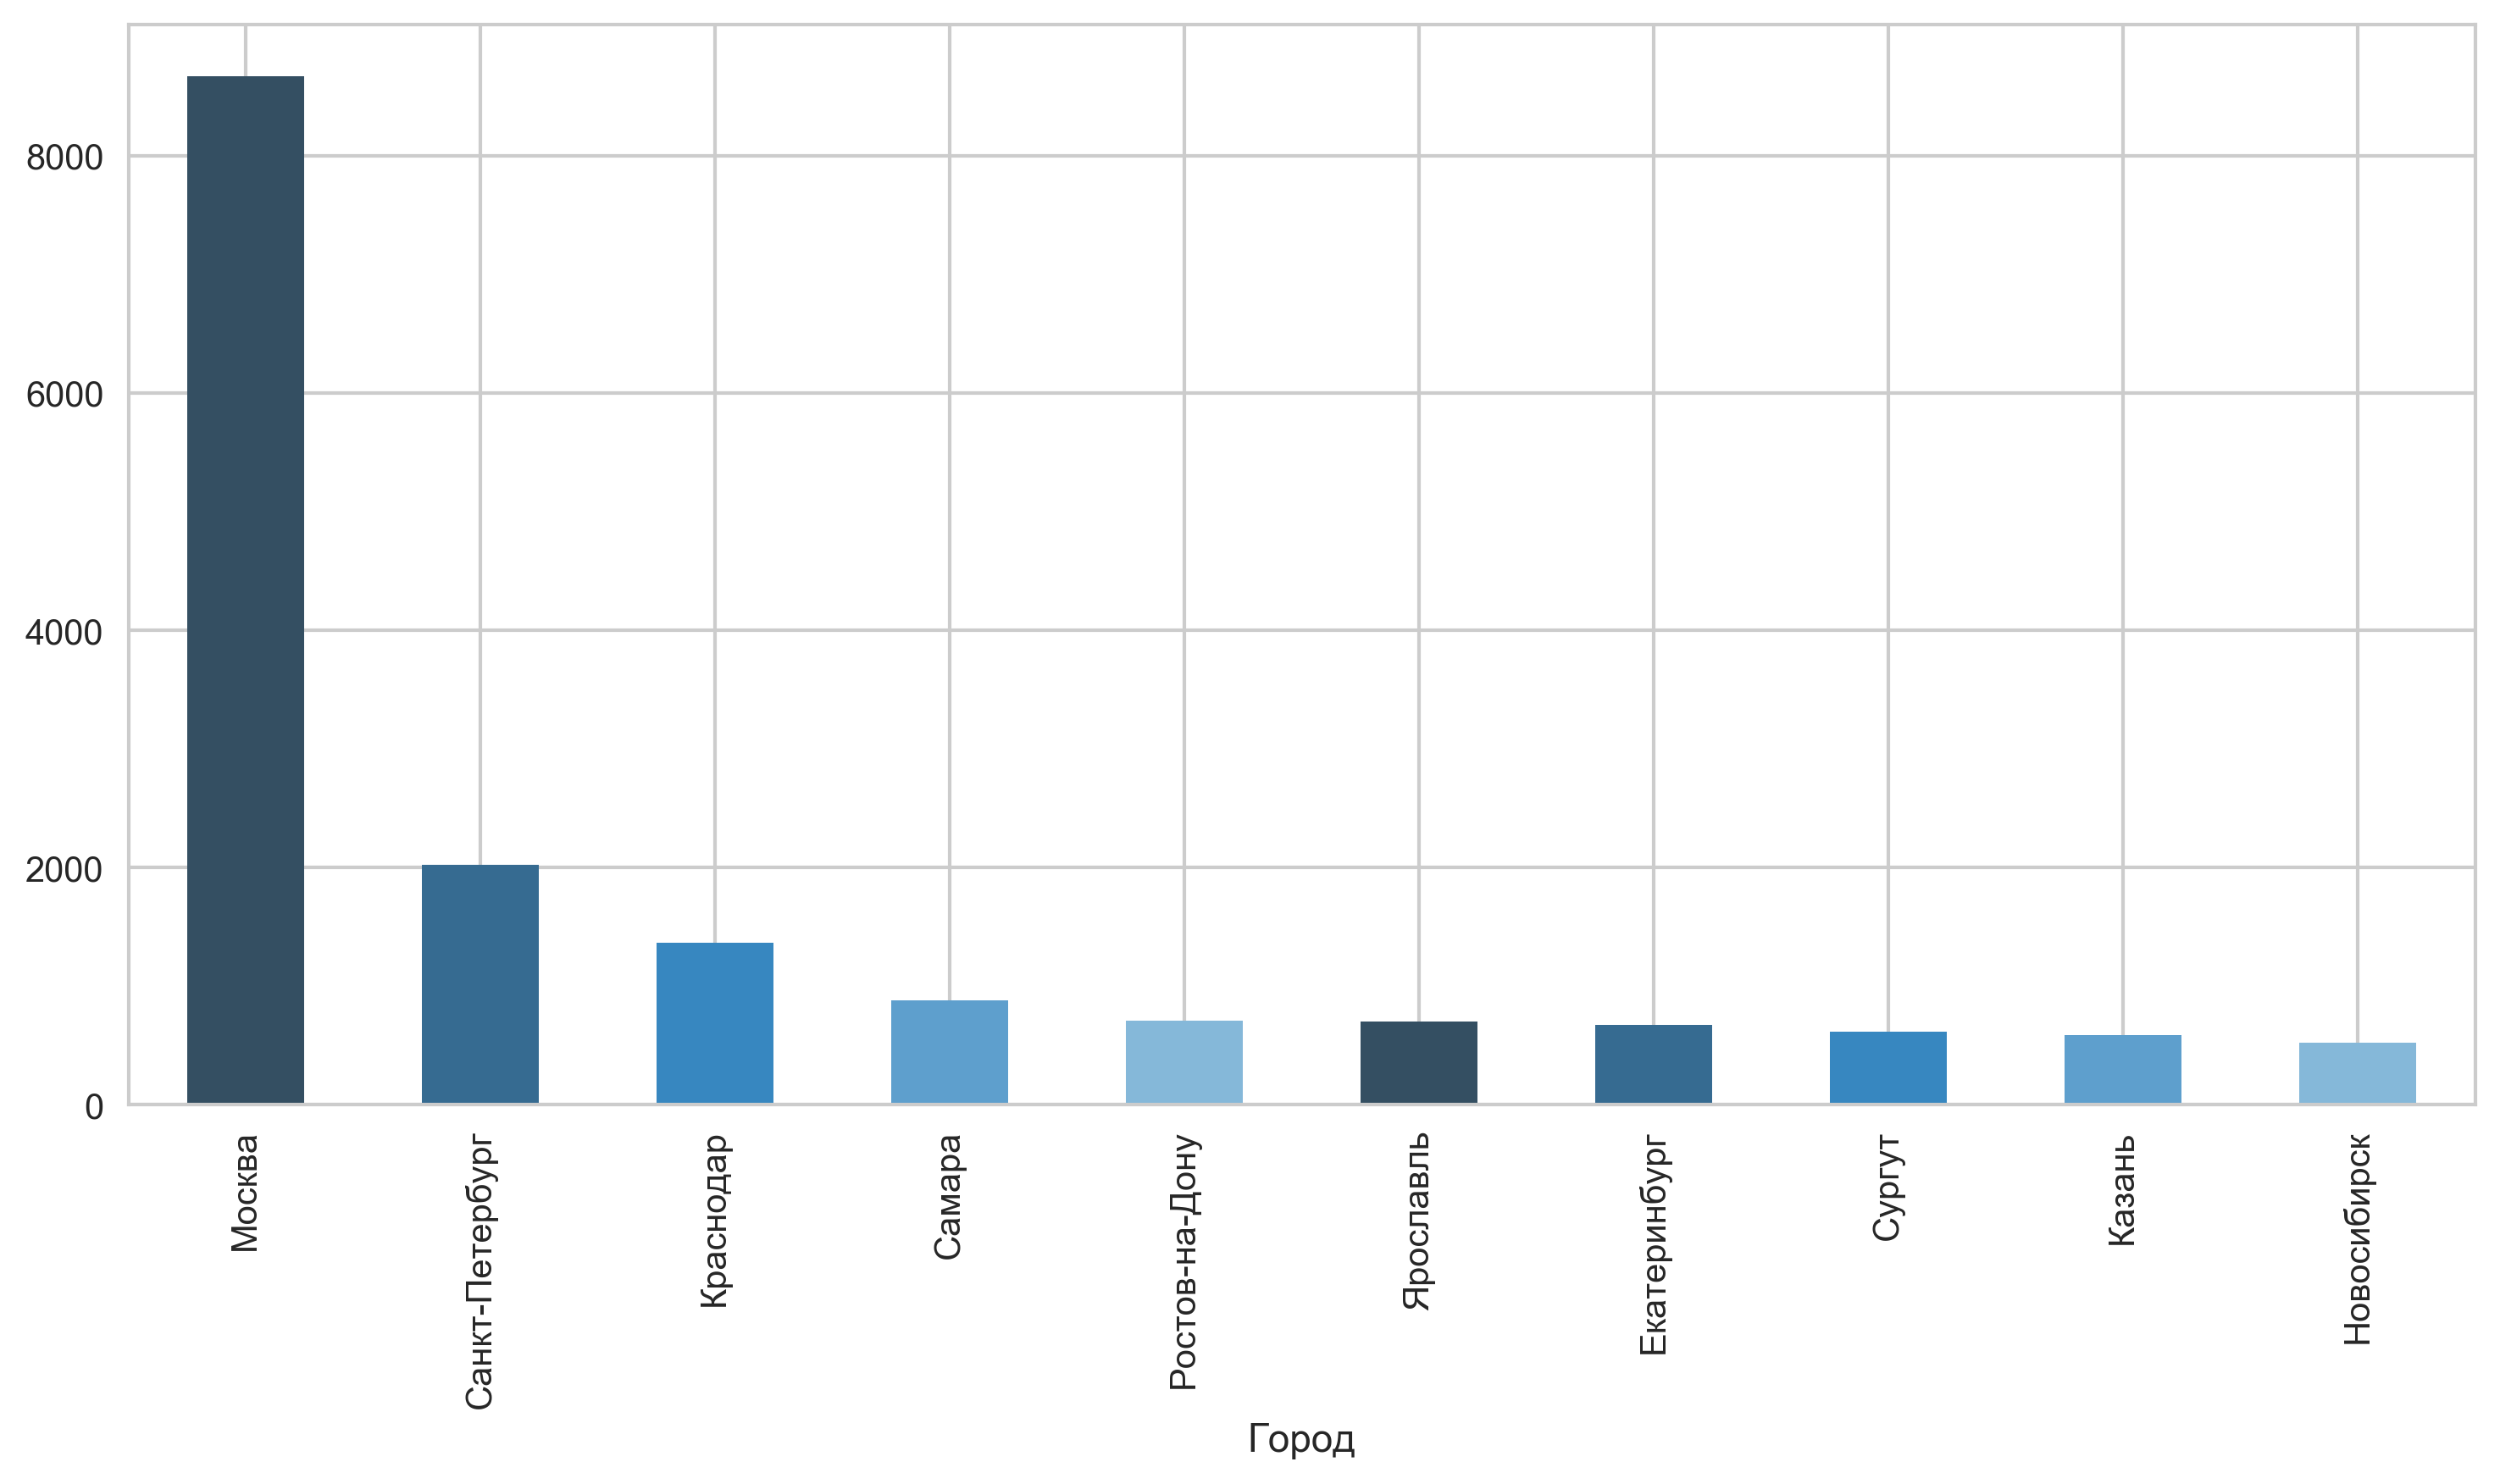 8000
6000
4000
2000
0
Москва
Санкт-Петербург
Краснодар
Самара
Ростов-на-Дону
Ярославль
Екатеринбург
Сургут
Казань
Новосибирск
Город